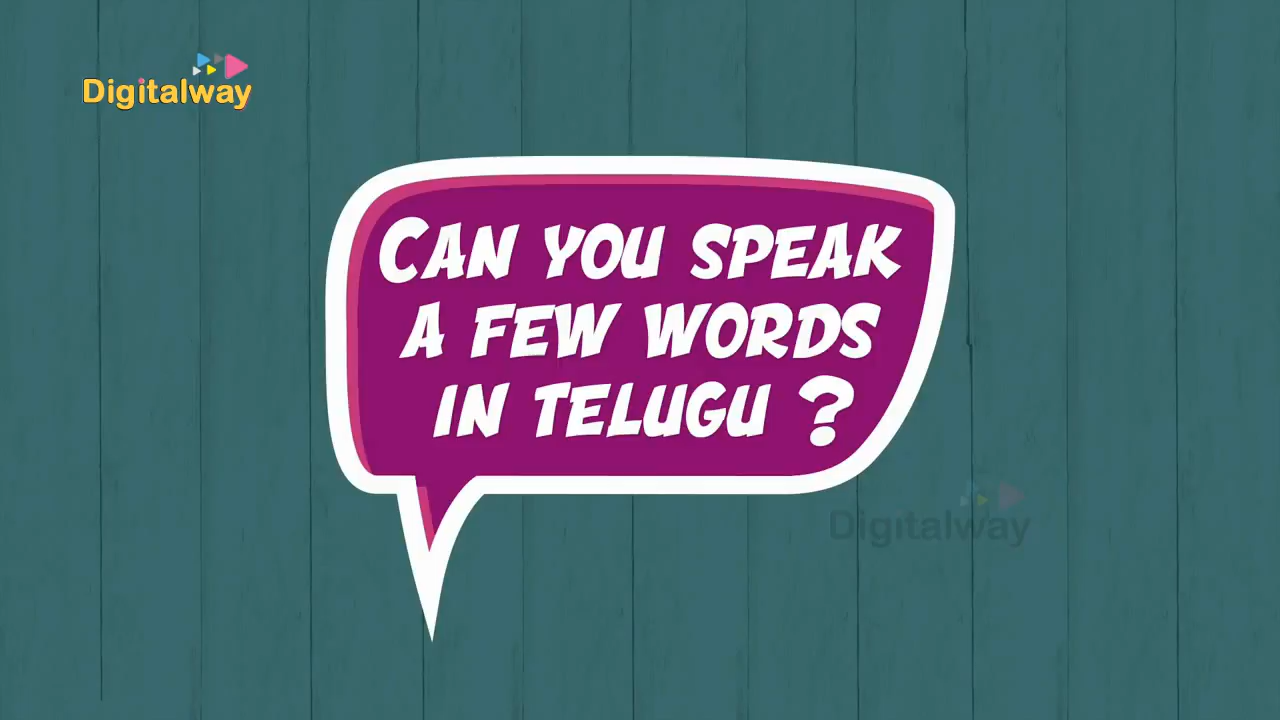 Digitalway
CAN YOU SPEAK
A FEW WORDS
IN TELUGU ?
Digitalway